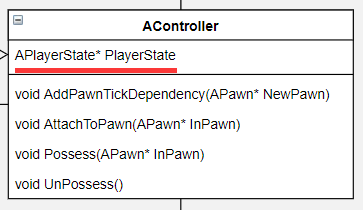 AController
APlayerState* PlayerState
void AddPawnTickDependency(APawn* NewPawn)
void AttachToPawn(APawn* InPawn)
void Possess(APawn* InPawn)
void UnPossess()